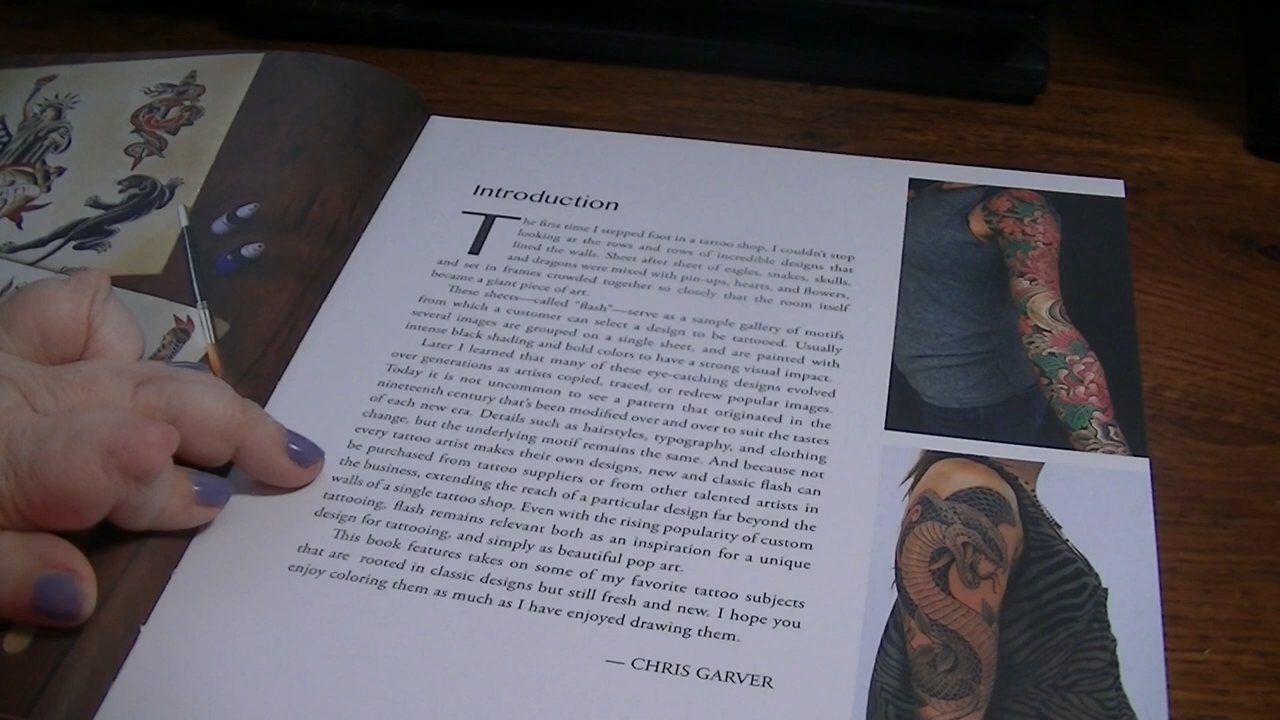 Introduction
The first time I stepped foot in a tattoo shop, I couldn't stop
looking at the rows and rows of incredible designs that
lined the walls. Sheet after sheet of eagles, snakes, skulls,
and dragons were mixed with pin-ups, hearts, and flowers,
and set in frames crowded together so closely that the room itself
became a giant piece of art.
These sheets—called "flash"—serve as a sample gallery of motifs
from which a customer can select a design to be tattooed. Usually
several images are grouped on a single sheet, and are painted with
intense black shading and bold colors to have a strong visual impact.
Later I learned that many of these eye-catching designs evolved
over generations as artists copied, traced, or redrew popular images.
Today it is not uncommon to see a pattern that originated in the
nineteenth century that's been modified over and over to suit the tastes
of each new era. Details such as hairstyles, typography, and clothing
change, but the underlying motif remains the same. And because not
every tattoo artist makes their own designs, new and classic flash can
be purchased from tattoo suppliers or from other talented artists in
the business, extending the reach of a particular design far beyond the
walls of a single tattoo shop. Even with the rising popularity of custom
tattooing, flash remains relevant both as an inspiration for a unique
design for tattooing, and simply as beautiful pop art.
This book features takes on some of my favorite tattoo subjects
that are rooted in classic designs but still fresh and new. I hope you
enjoy coloring them as much as I have enjoyed drawing them.
— CHRIS GARVER